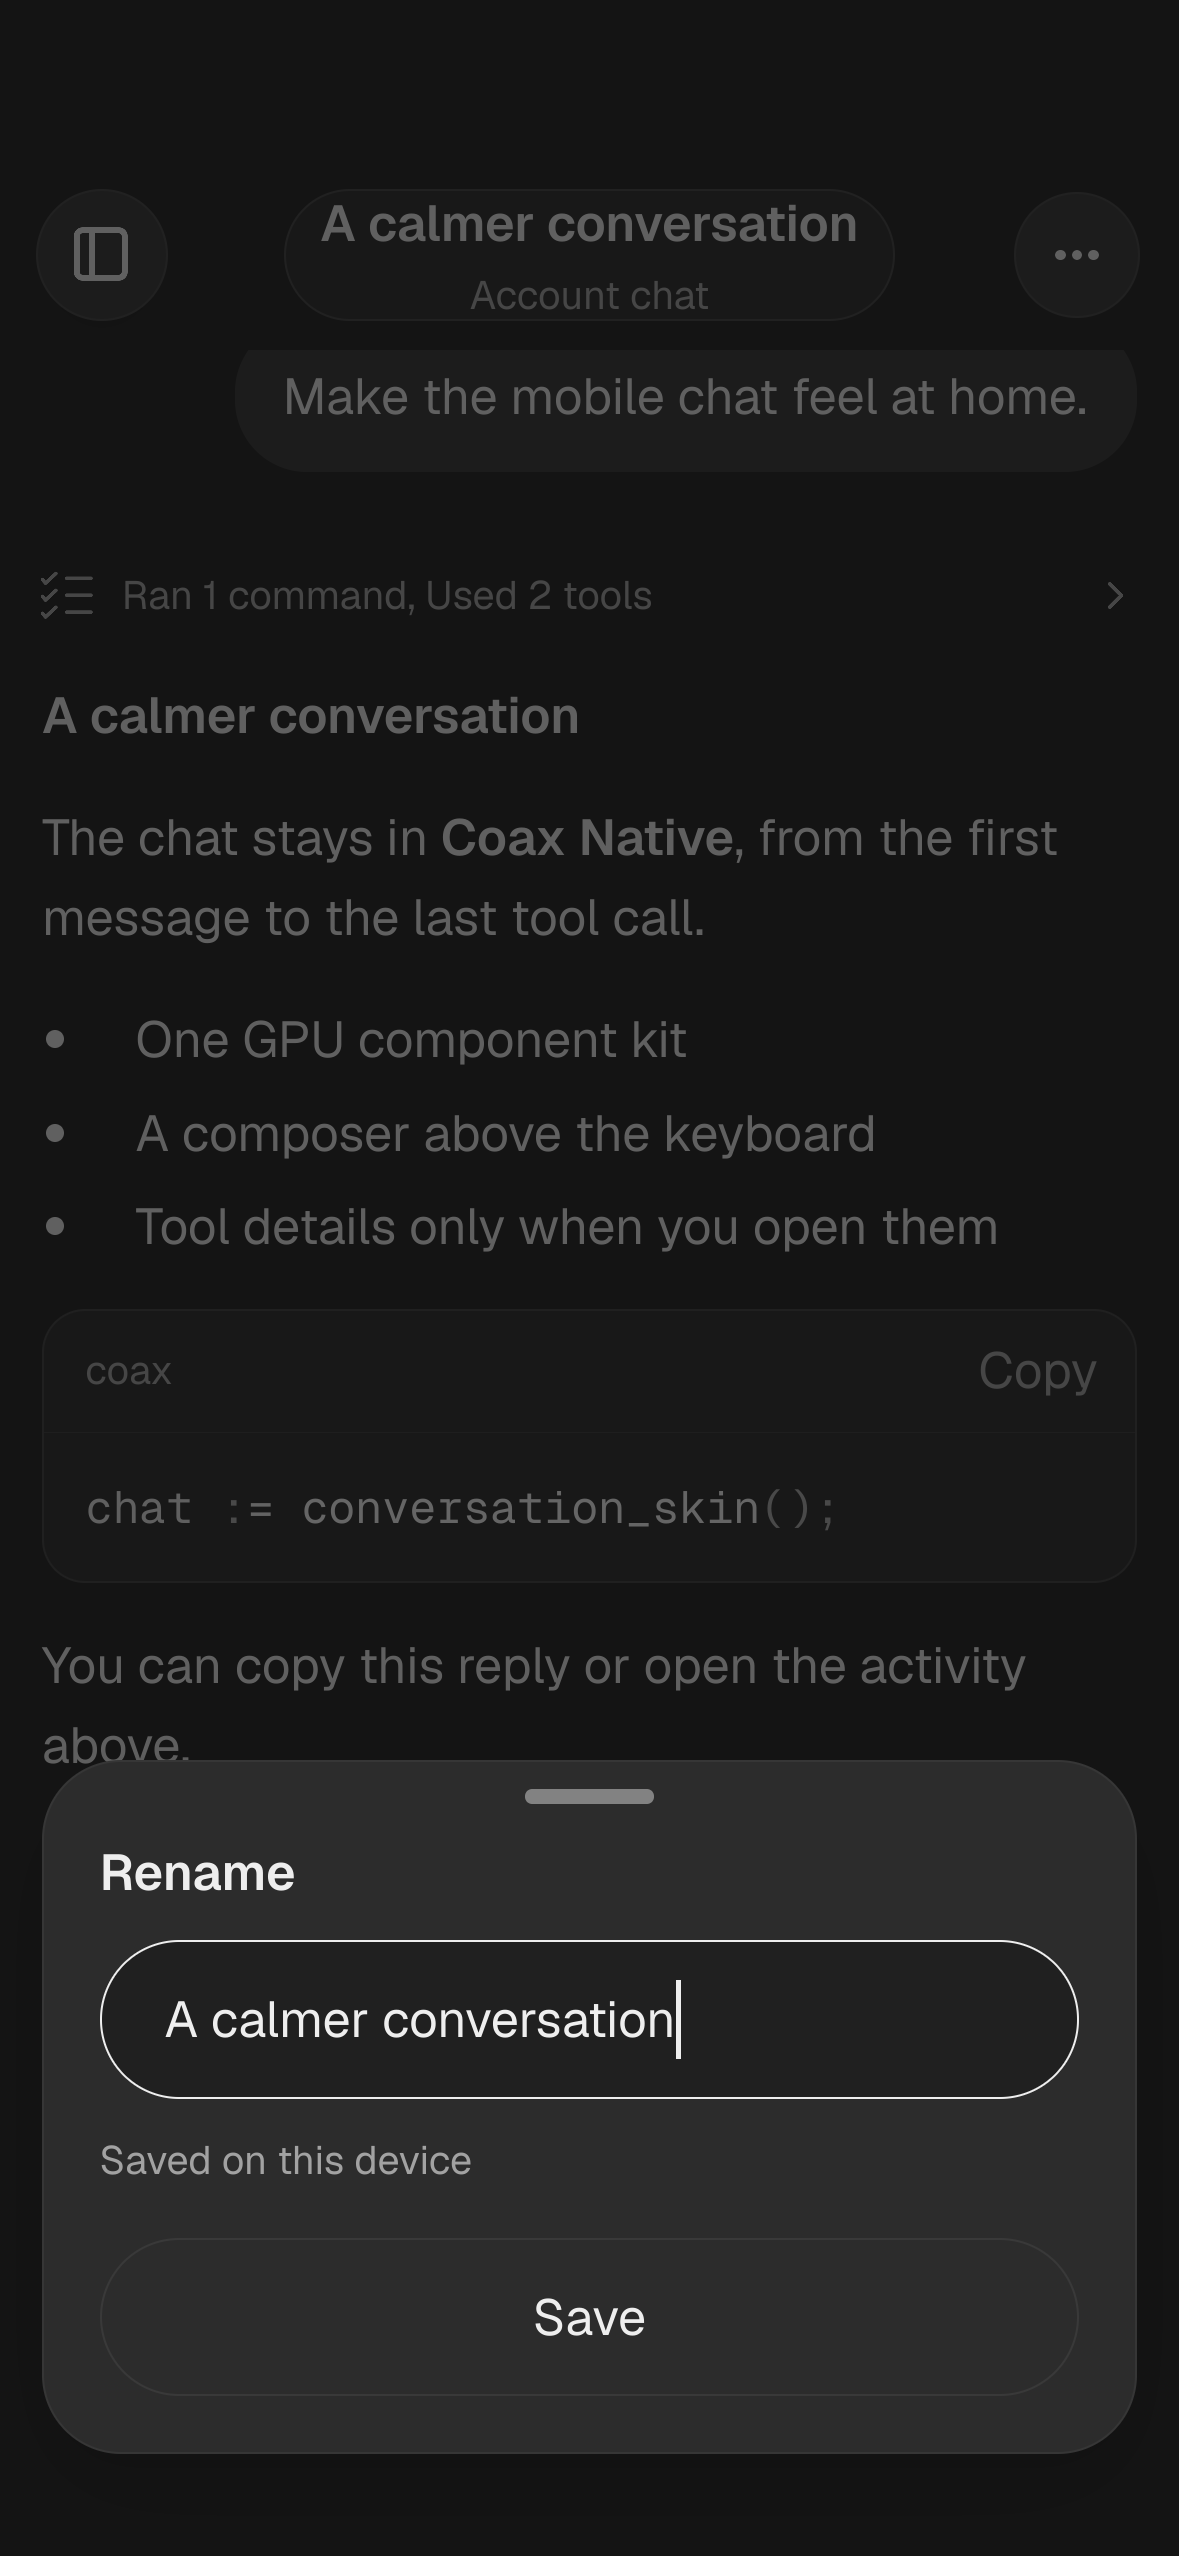 A calmer conversation
Account chat
Make the mobile chat feel at home.
Ran 1 command, Used 2 tools
A calmer conversation
The chat stays in Coax Native, from the first
message to the last tool call.
One GPU component kit
A composer above the keyboard
Tool details only when you open them
coax
Copy
chat := conversation_skin();
You can copy this reply or open the activity
above.
Rename
A calmer conversation
Saved on this device
Save